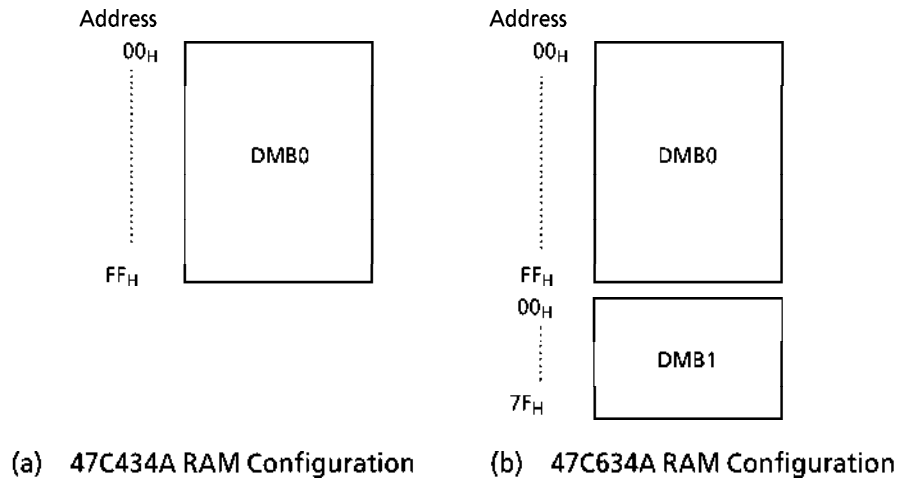 Address
00H
DMB0
FFH
(a) 47C434A RAM Configuration
Address
00H
DMB0
FFH
00H
DMB1
7FH
(b) 47C634A RAM Configuration